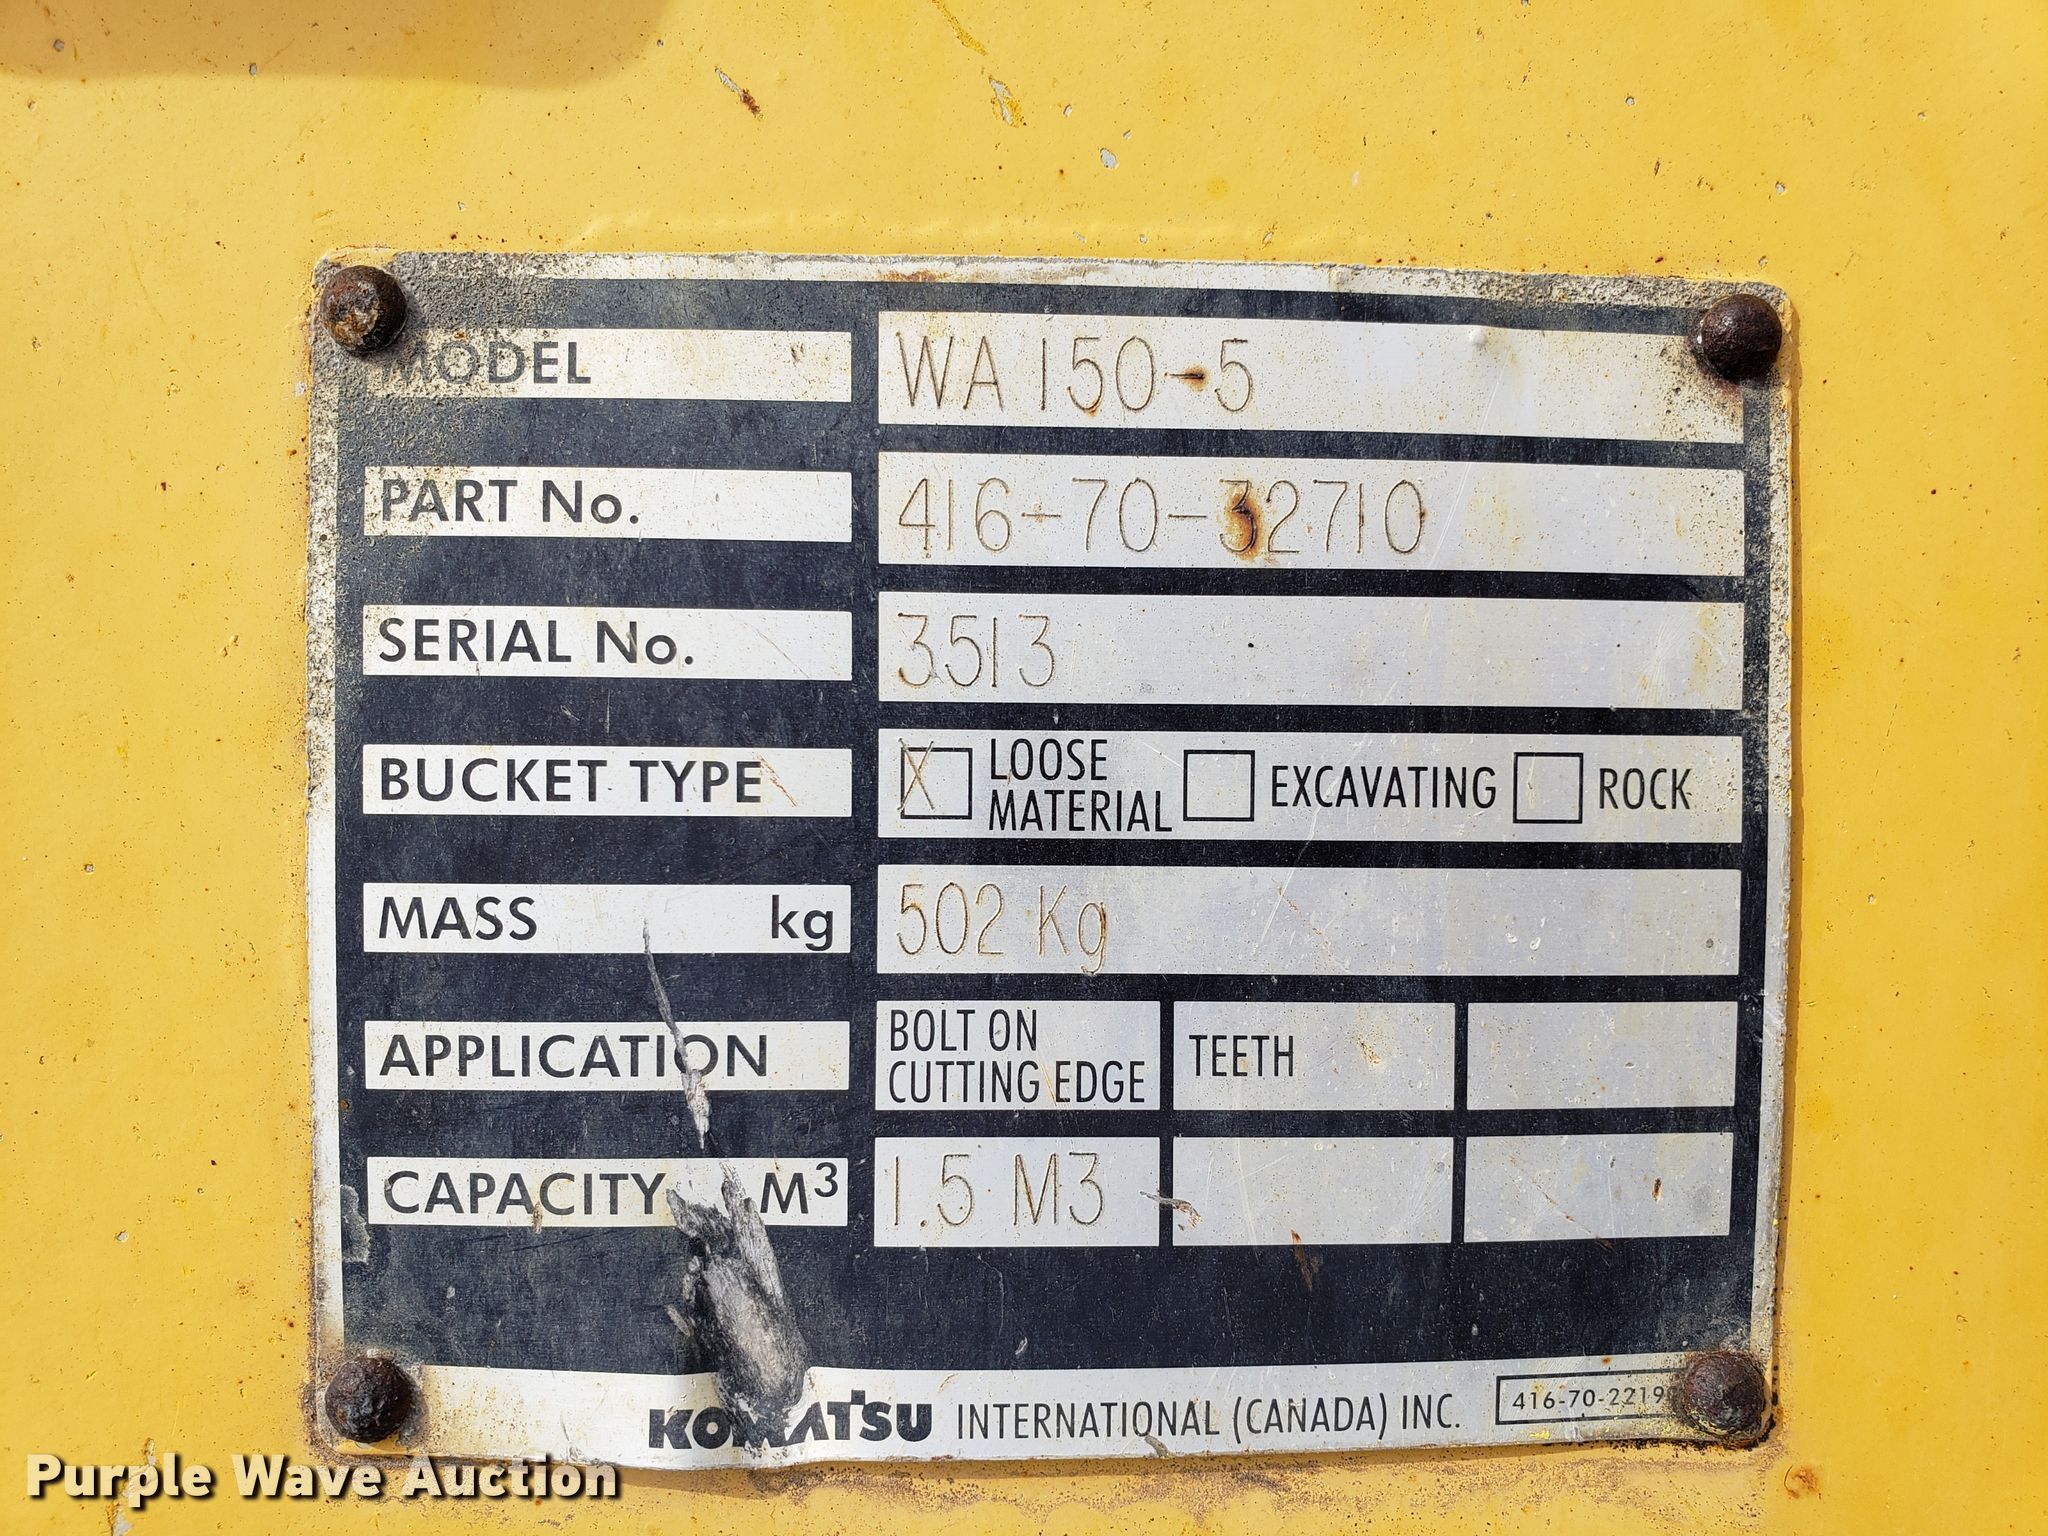 MODEL WA 150-5
PART No. 416-70-32710
SERIAL No. 3513
BUCKET TYPE X LOOSE MATERIAL EXCAVATING ROCK
MASS kg 502 Kg
APPLICATION BOLT ON CUTTING EDGE TEETH
CAPACITY M³ 1.5 M3
KOMATSU INTERNATIONAL (CANADA) INC.
Purple Wave Auction